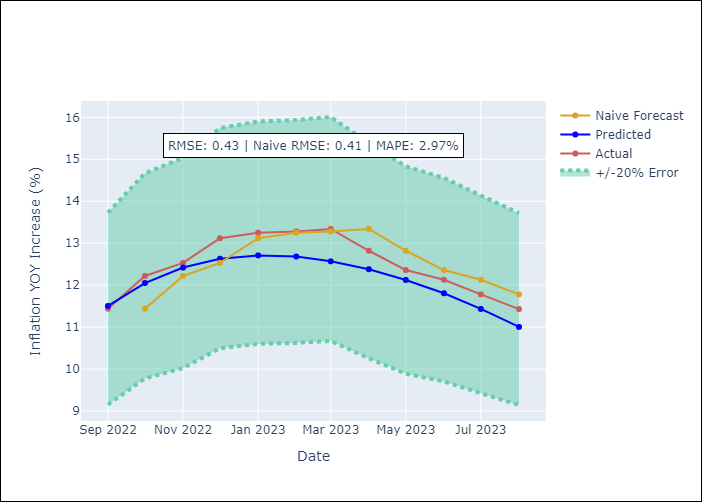 RMSE: 0.43 | Naive RMSE: 0.41 | MAPE: 2.97%
Inflation YOY Increase (%)
16
15
14
13
12
11
10
9
Sep 2022
Nov 2022
Jan 2023
Mar 2023
May 2023
Jul 2023
Date
Naive Forecast
Predicted
Actual
+/-20% Error